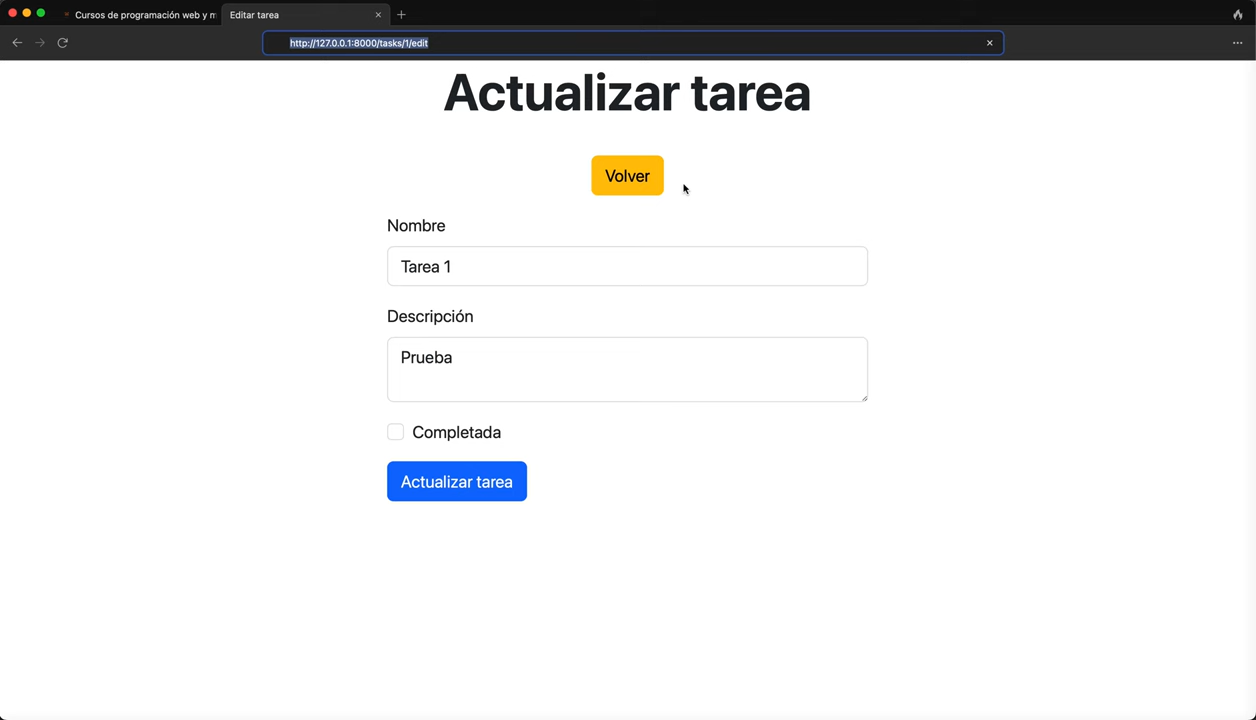 Cursos de programación web y m
Editar tarea
http://127.0.0.1:8000/tasks/1/edit
Actualizar tarea
Volver
Nombre
Tarea 1
Descripción
Prueba
Completada
Actualizar tarea